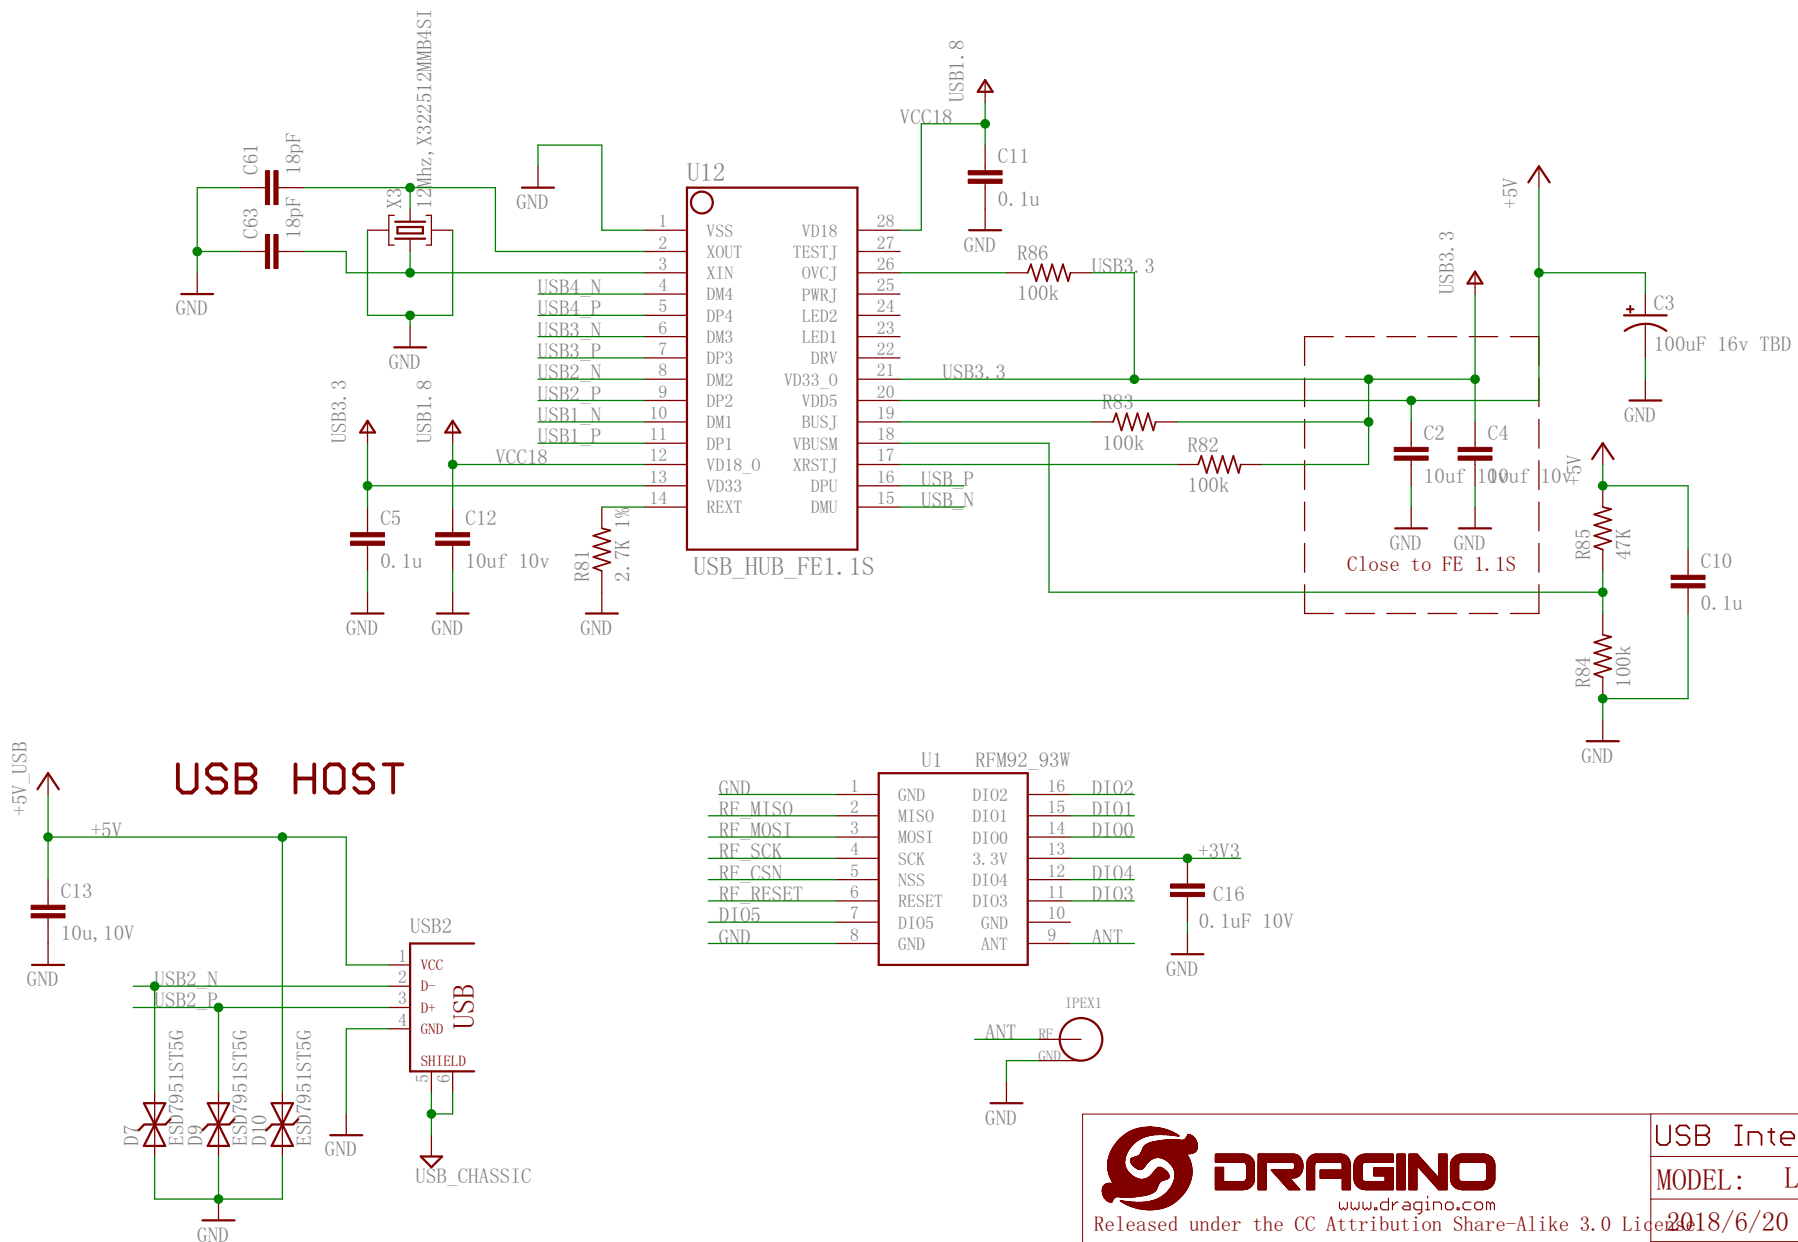 C61
18pF
C63
18pF
GND
X3
12Mhz, X322512MMB4SI
GND
GND
USB1.8
VCC18
C11
0.1u
GND
U12
1 VSS
2 XOUT
3 XIN
4 DM4
5 DP4
6 DM3
7 DP3
8 DM2
9 DP2
10 DM1
11 DP1
12 VD18_O
13 VD33
14 REXT
VD18 28
TESTJ 27
OVCJ 26
PWRJ 25
LED2 24
LED1 23
DRV 22
VD33_O 21
VDD5 20
BUSJ 19
VBUSM 18
XRSTJ 17
DPU 16
DMU 15
USB_HUB_FE1.1S
USB4_N
USB4_P
USB3_N
USB3_P
USB2_N
USB2_P
USB1_N
USB1_P
VCC18
USB3.3
USB1.8
C5
0.1u
GND
C12
10uf 10v
GND
R81
2.7K 1%
GND
R86
100k
USB3.3
USB3.3
R83
100k
R82
100k
USB_P
USB_N
+5V
USB3.3
C3
100uF 16v TBD
GND
C2
10uf 10v
GND
C4
10uf 10v
GND
Close to FE 1.1S
+5V
R85
47K
C10
0.1u
R84
100k
GND
USB HOST
+5V_USB
+5V
C13
10u, 10V
GND
USB2_N
USB2_P
D7
ESD7951ST5G
D9
ESD7951ST5G
D10
ESD7951ST5G
GND
GND
USB2
1 VCC
2 D-
3 D+
4 GND
USB
SHIELD
5
6
USB_CHASSIC
U1
RFM92_93W
GND 1 GND
RF_MISO 2 MISO
RF_MOSI 3 MOSI
RF_SCK 4 SCK
RF_CSN 5 NSS
RF_RESET 6 RESET
DIO5 7 DIO5
GND 8 GND
DIO2 16 DIO2
DIO1 15 DIO1
DIO0 14 DIO0
3.3V 13 +3V3
DIO4 12 DIO4
DIO3 11 DIO3
GND 10
ANT 9 ANT
C16
0.1uF 10V
GND
IPEX1
ANT RF
GND
GND
DRAGINO
www.dragino.com
Released under the CC Attribution Share-Alike 3.0 License
USB Inte
MODEL: L
2018/6/20